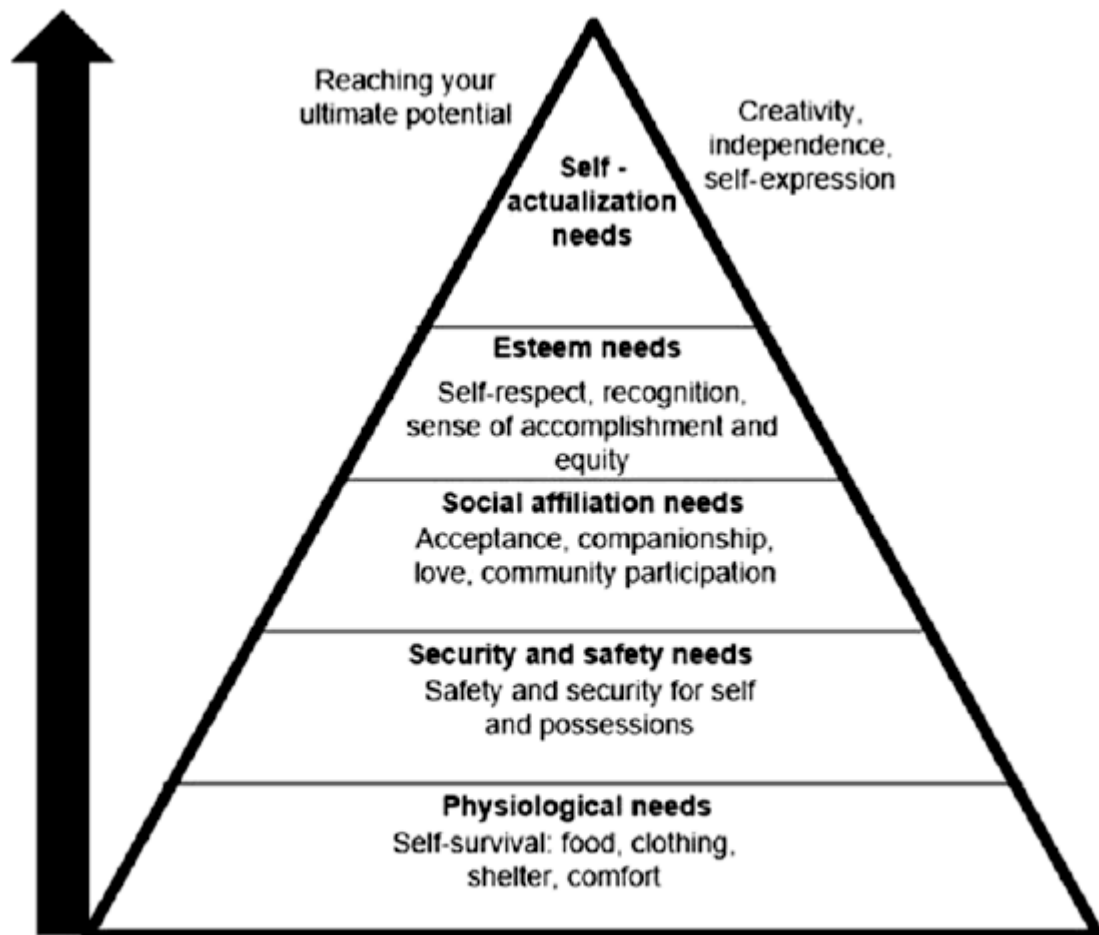 Reaching your
ultimate potential
Creativity,
independence,
self-expression
Self -
actualization
needs
Esteem needs
Self-respect, recognition,
sense of accomplishment and
equity
Social affiliation needs
Acceptance, companionship,
love, community participation
Security and safety needs
Safety and security for self
and possessions
Physiological needs
Self-survival: food, clothing,
shelter, comfort